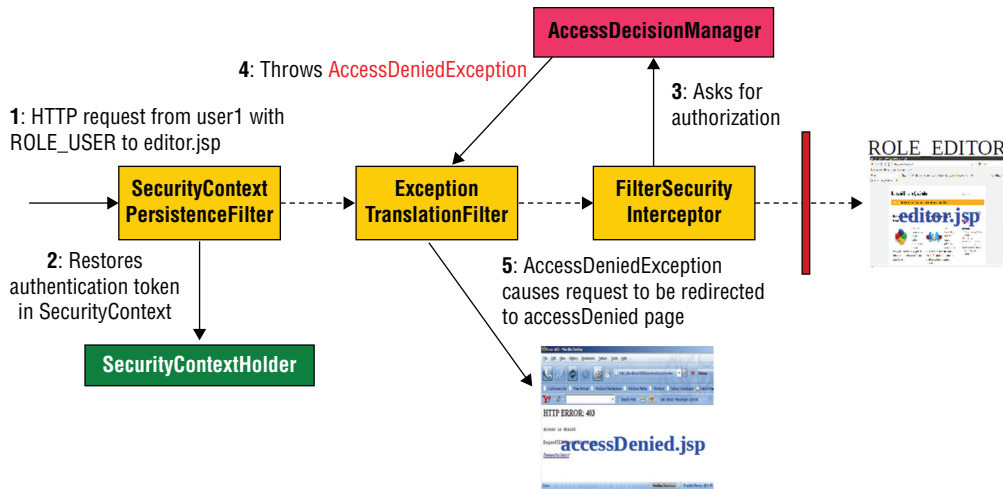 AccessDecisionManager
4: Throws AccessDeniedException
3: Asks for
authorization
1: HTTP request from user1 with
ROLE_USER to editor.jsp
ROLE_EDITOR
SecurityContext
PersistenceFilter
Exception
TranslationFilter
FilterSecurity
Interceptor
editor.jsp
2: Restores
authentication token
in SecurityContext
5: AccessDeniedException
causes request to be redirected
to accessDenied page
SecurityContextHolder
HTTP ERROR: 403
accessDenied.jsp